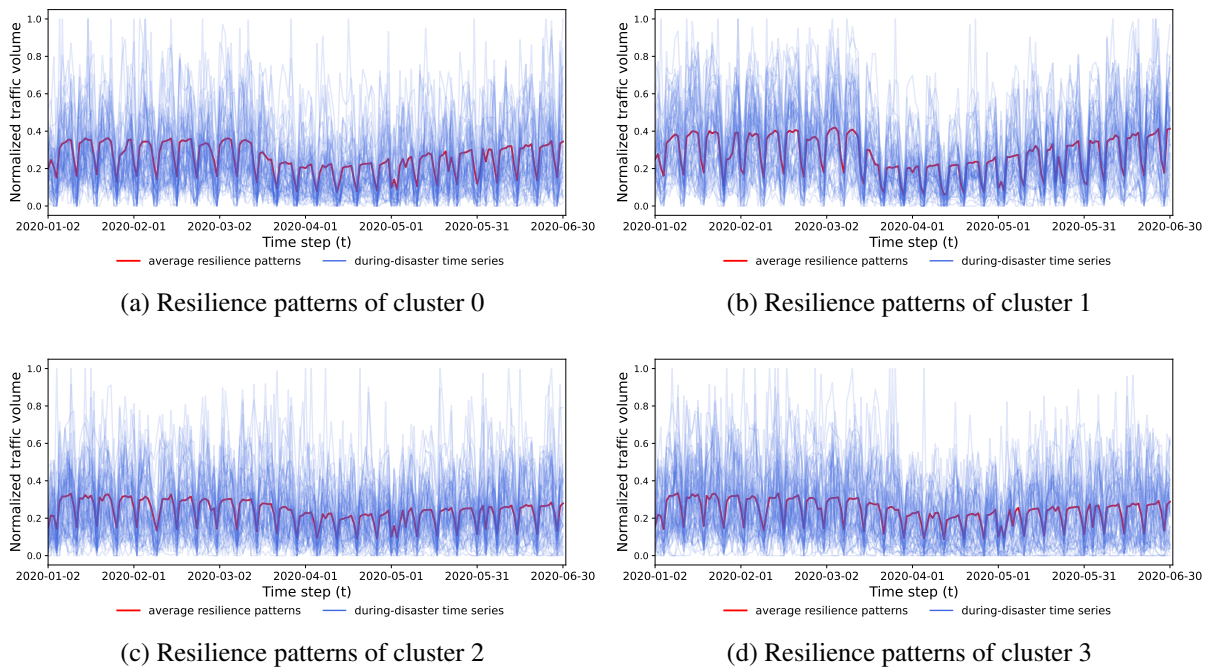 Normalized traffic volume
1.0
0.8
0.6
0.4
0.2
0.0
2020-01-02 2020-02-01 2020-03-02 2020-04-01 2020-05-01 2020-05-31 2020-06-30
Time step (t)
average resilience patterns during-disaster time series
(a) Resilience patterns of cluster 0
Normalized traffic volume
1.0
0.8
0.6
0.4
0.2
0.0
2020-01-02 2020-02-01 2020-03-02 2020-04-01 2020-05-01 2020-05-31 2020-06-30
Time step (t)
average resilience patterns during-disaster time series
(b) Resilience patterns of cluster 1
Normalized traffic volume
1.0
0.8
0.6
0.4
0.2
0.0
2020-01-02 2020-02-01 2020-03-02 2020-04-01 2020-05-01 2020-05-31 2020-06-30
Time step (t)
average resilience patterns during-disaster time series
(c) Resilience patterns of cluster 2
Normalized traffic volume
1.0
0.8
0.6
0.4
0.2
0.0
2020-01-02 2020-02-01 2020-03-02 2020-04-01 2020-05-01 2020-05-31 2020-06-30
Time step (t)
average resilience patterns during-disaster time series
(d) Resilience patterns of cluster 3